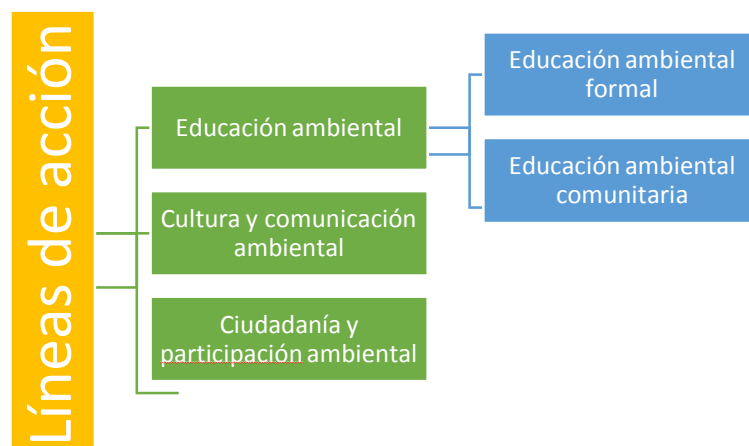 Líneas de acción
Educación ambiental
Cultura y comunicación
ambiental
Ciudadanía y
participación ambiental
Educación ambiental
formal
Educación ambiental
comunitaria